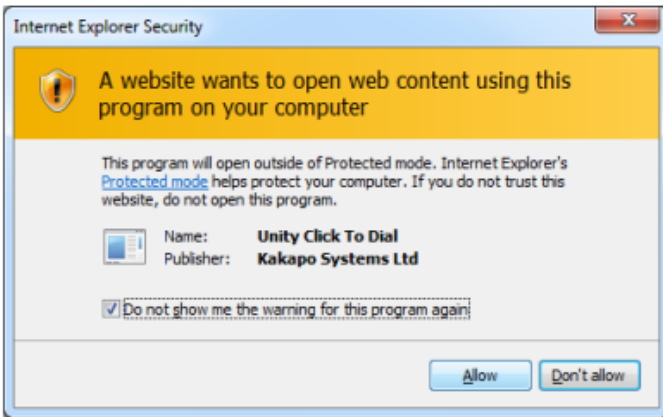 Internet Explorer Security
A website wants to open web content using this
program on your computer
This program will open outside of Protected mode. Internet Explorer's
Protected mode helps protect your computer. If you do not trust this
website, do not open this program.
Name: Unity Click To Dial
Publisher: Kakapo Systems Ltd
Do not show me the warning for this program again
Allow Don't allow